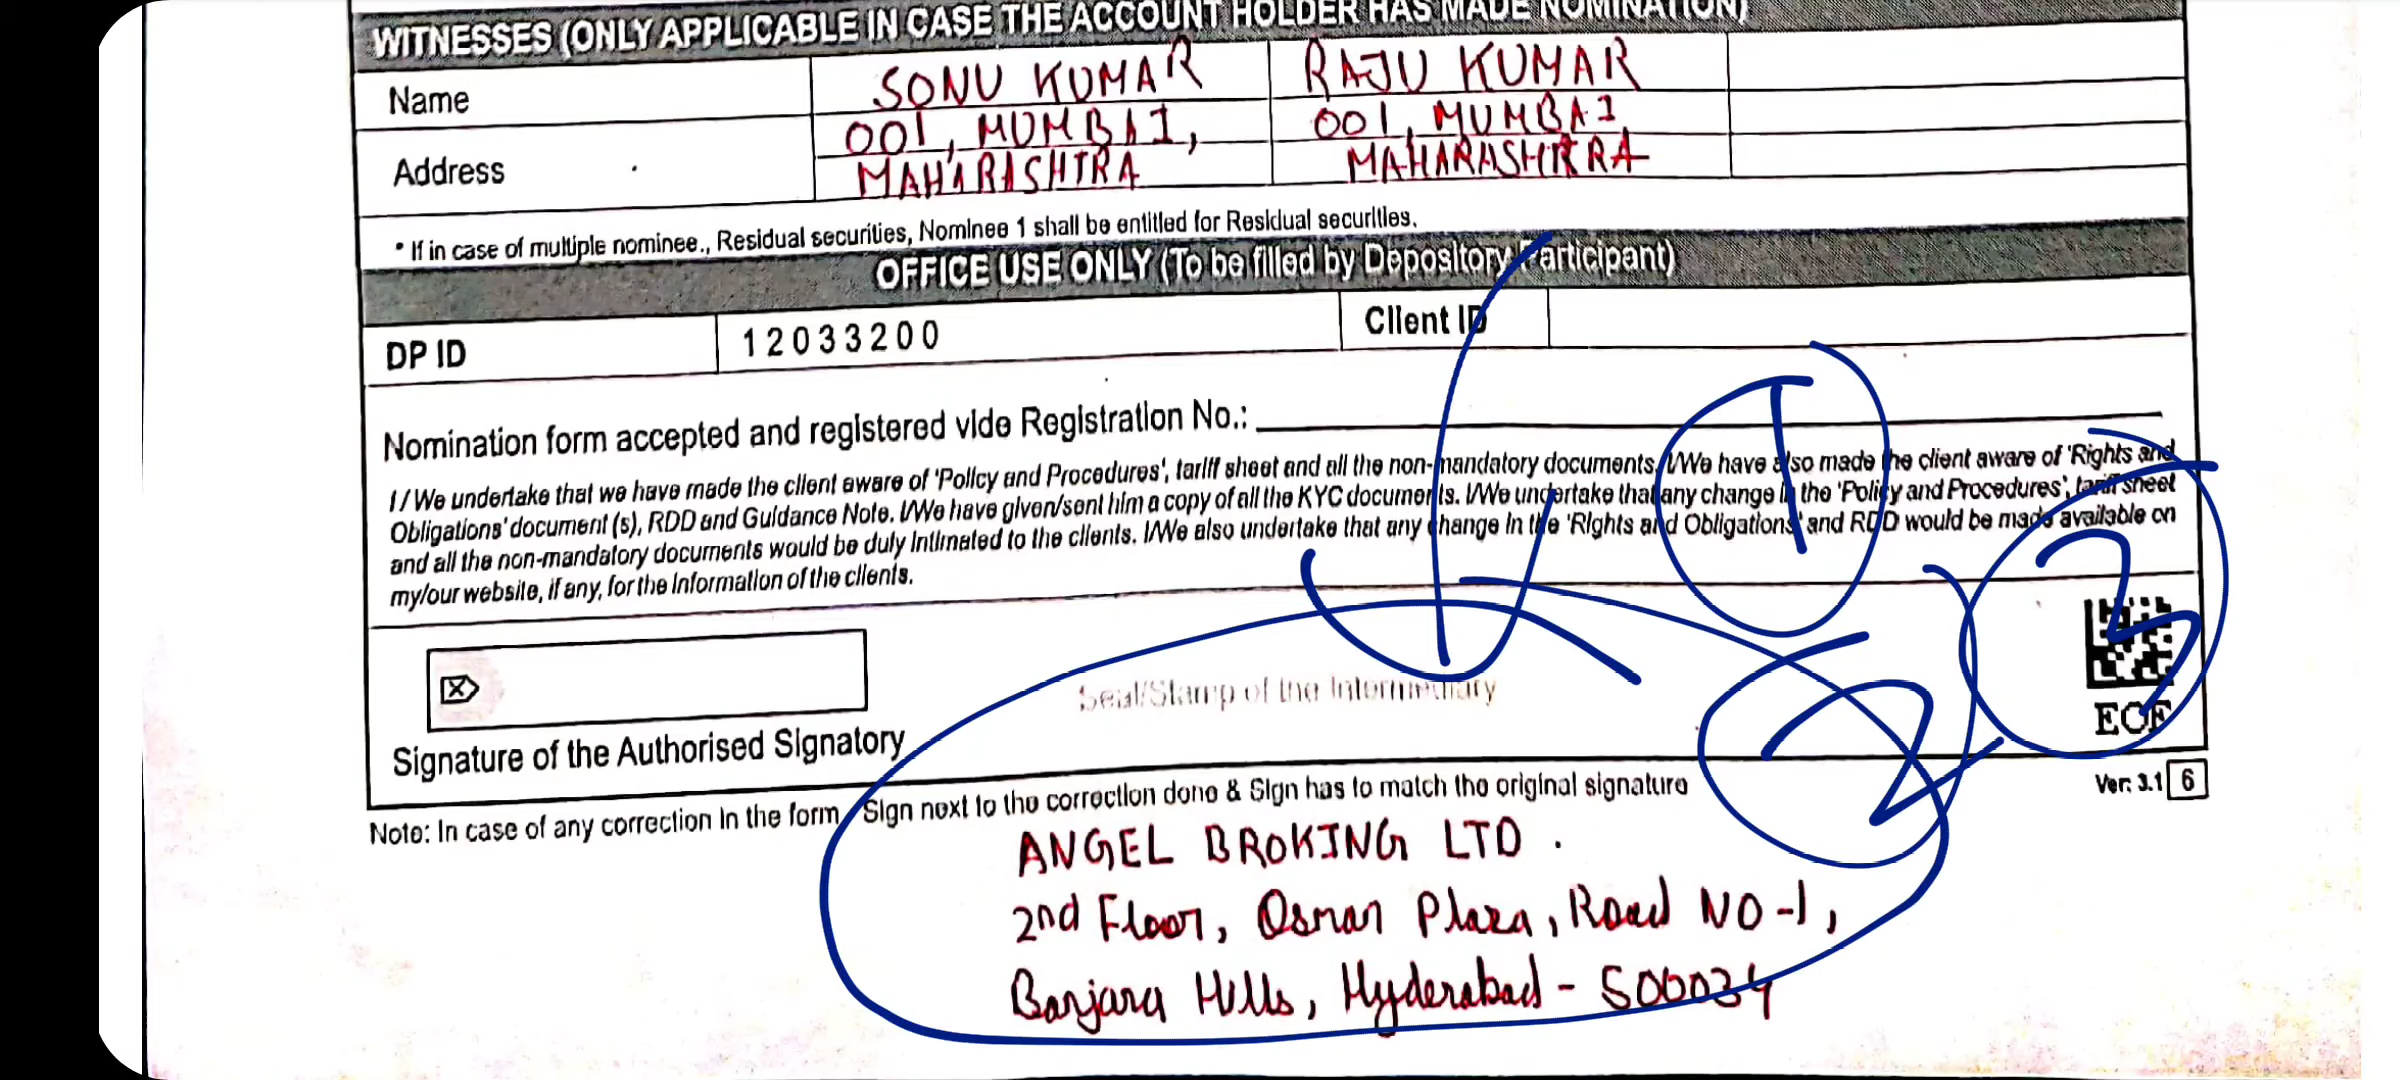 WITNESSES (ONLY APPLICABLE IN CASE THE ACCOUNT HOLDER HAS MADE NOMINATION)
Name SONU KUMAR RAJU KUMAR
Address 001, MUMBAI, MAHARASHTRA 001, MUMBAI, MAHARASHTRA
* If in case of multiple nominee., Residual securities, Nominee 1 shall be entitled for Residual securities.
OFFICE USE ONLY (To be filled by Depository Participant)
DP ID 12033200 Client ID
Nomination form accepted and registered vide Registration No.:
I/We undertake that we have made the client aware of 'Policy and Procedures', tariff sheet and all the non-mandatory documents. I/We have also made the client aware of 'Rights and
Obligations' document (s), RDD and Guidance Note. I/We have given/sent him a copy of all the KYC documents. I/We undertake that any change in the 'Policy and Procedures', tariff sheet
and all the non-mandatory documents would be duly intimated to the clients. I/We also undertake that any change in the 'Rights and Obligations' and RDD would be made available on
my/our website, if any, for the information of the clients.
1
2
3
Seal/Stamp of the Intermediary
ECF
Signature of the Authorised Signatory
Note: In case of any correction in the form, Sign next to the correction done & Sign has to match the original signature
Ver: 3.1 6
ANGEL BROKING LTD.
2nd Floor, Osman Plaza, Road NO-1,
Banjara Hills, Hyderabad - 500034